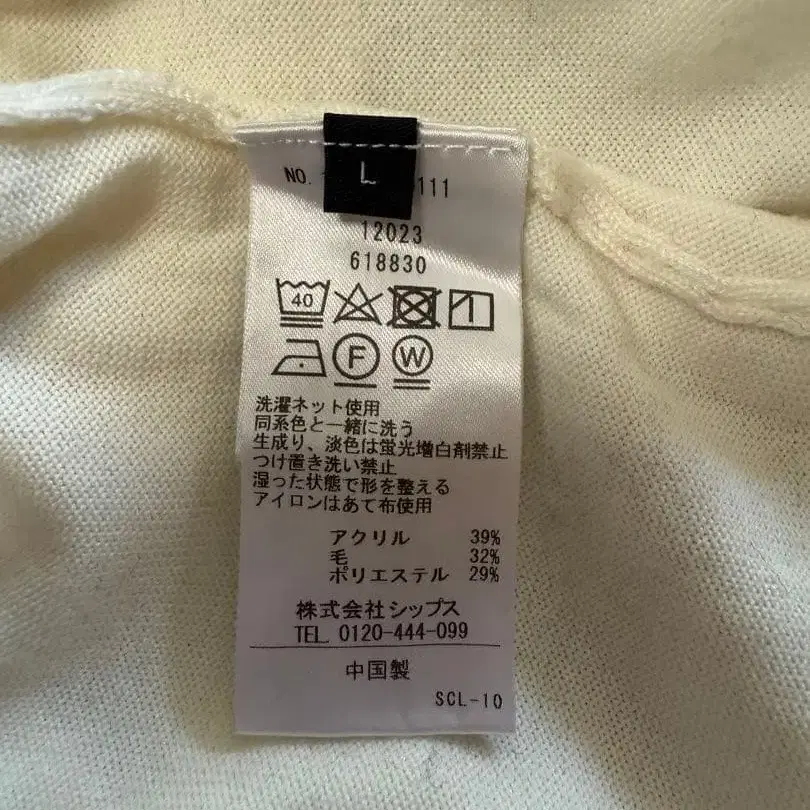 L
NO. 111
12023
618830
40
F W
洗濯ネット使用
同系色と一緒に洗う
生成り、淡色は蛍光増白剤禁止
つけ置き洗い禁止
湿った状態で形を整える
アイロンはあて布使用
アクリル 39%
毛 32%
ポリエステル 29%
株式会社シップス
TEL 0120-444-099
中国製
SCL-10